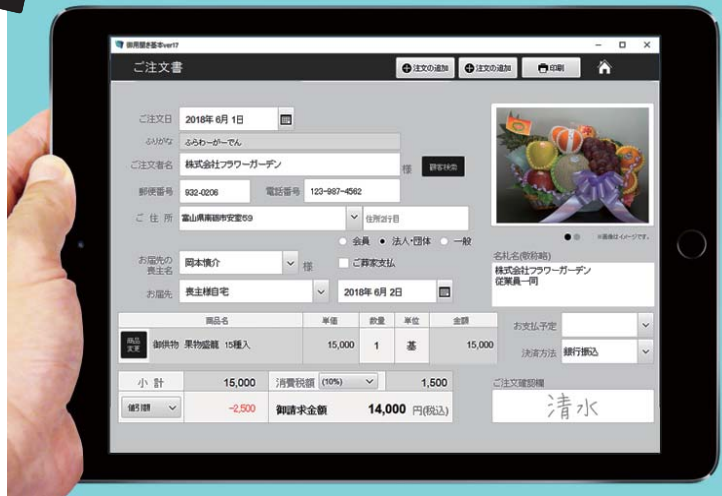 御用聞き基本ver17
ご注文書
注文の追加
注文の追加
印刷
ご注文日 2018年 6月 1日
ふりがな ふらわーがーでん
ご注文者名 株式会社フラワーガーデン 様 顧客検索
郵便番号 932-0206 電話番号 123-987-4562
ご住所 富山県南砺市安室59 住所2行目
会員 法人・団体 一般
お届先の喪主名 岡本慎介 様 ご葬家支払
お届先 喪主様自宅 2018年 6月 2日
※画像はイメージです。
名札名(敬称略)
株式会社フラワーガーデン
従業員一同
商品名 単価 数量 単位 金額
商品変更 御供物 果物盛籠 15種入 15,000 1 基 15,000
お支払予定
決済方法 銀行振込
小 計 15,000 消費税額 (10%) 1,500
値引額 -2,500 御請求金額 14,000 円(税込)
ご注文確認欄
清水